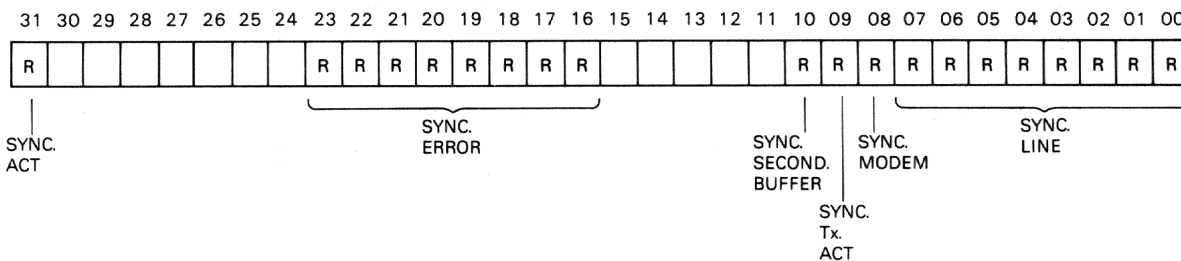 31 30 29 28 27 26 25 24 23 22 21 20 19 18 17 16 15 14 13 12 11 10 09 08 07 06 05 04 03 02 01 00
R R R R R R R R R R R R R R R R R R R R
SYNC.
ACT
SYNC.
ERROR
SYNC.
SECOND.
BUFFER
SYNC.
Tx.
ACT
SYNC.
MODEM
SYNC.
LINE